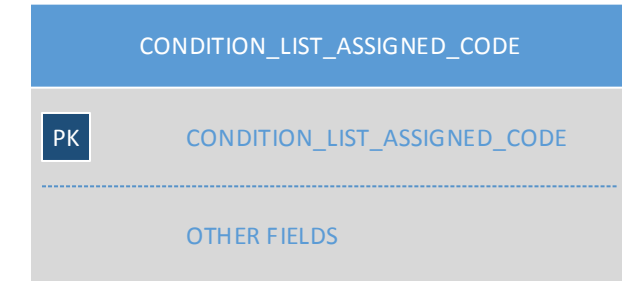 CONDITION_LIST_ASSIGNED_CODE
PK CONDITION_LIST_ASSIGNED_CODE
OTHER FIELDS